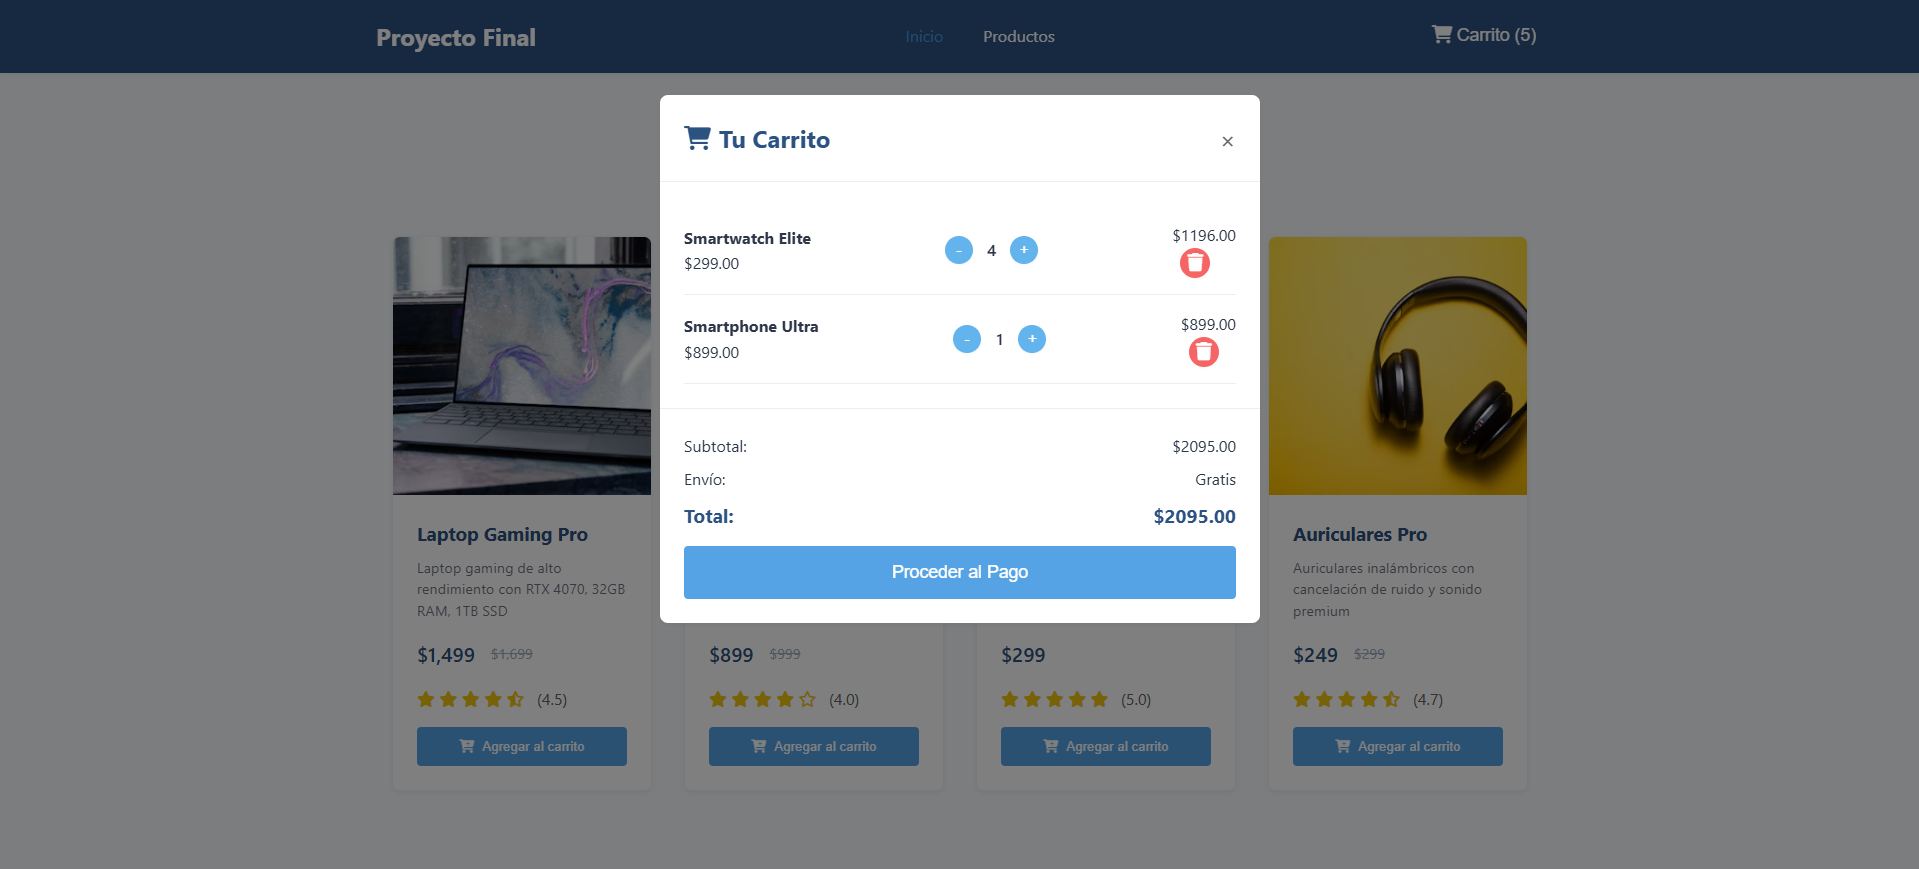 Proyecto Final
Inicio
Productos
Carrito (5)
Tu Carrito
×
Smartwatch Elite
$299.00
-
4
+
$1196.00
Smartphone Ultra
$899.00
-
1
+
$899.00
Subtotal:
$2095.00
Envío:
Gratis
Total:
$2095.00
Proceder al Pago
Laptop Gaming Pro
Laptop gaming de alto
rendimiento con RTX 4070, 32GB
RAM, 1TB SSD
$1,499 $1,699
(4.5)
Agregar al carrito
$899 $999
(4.0)
Agregar al carrito
$299
(5.0)
Agregar al carrito
Auriculares Pro
Auriculares inalámbricos con
cancelación de ruido y sonido
premium
$249 $299
(4.7)
Agregar al carrito